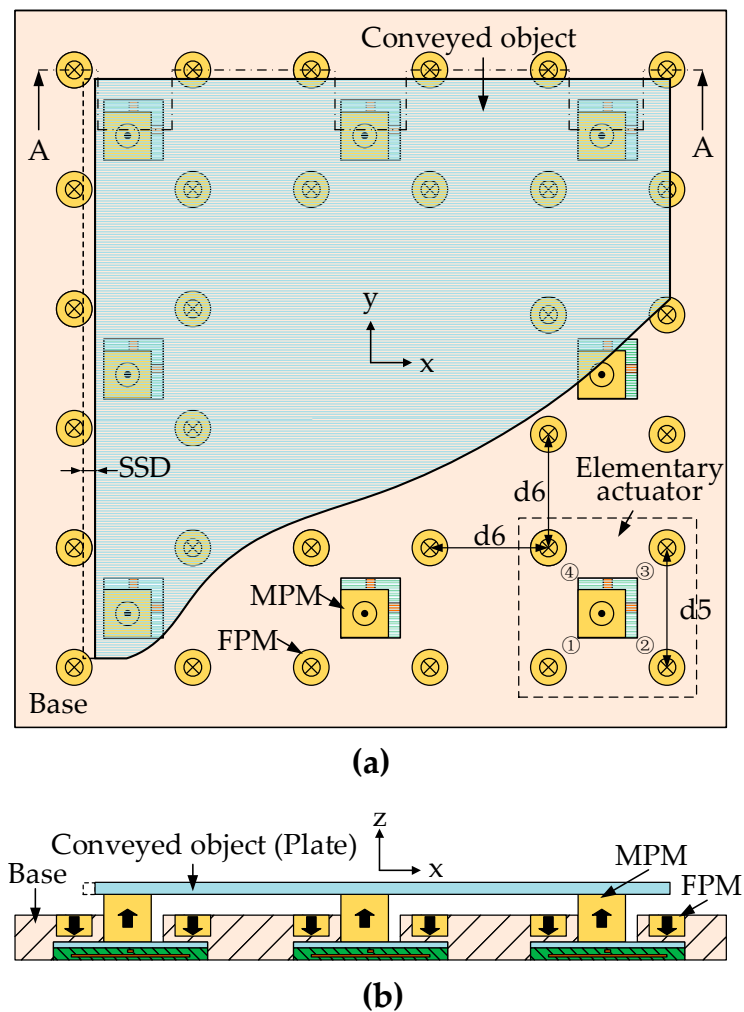 Conveyed object
A
A
y
x
SSD
Elementary
actuator
d6
d6
④
③
MPM
d5
FPM
①
②
Base
(a)
z
Conveyed object (Plate)
x
MPM
Base
FPM
(b)